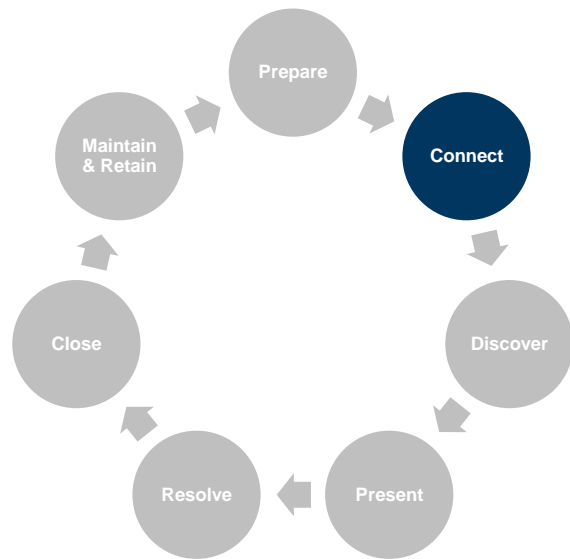 Prepare
Connect
Discover
Present
Resolve
Close
Maintain
& Retain